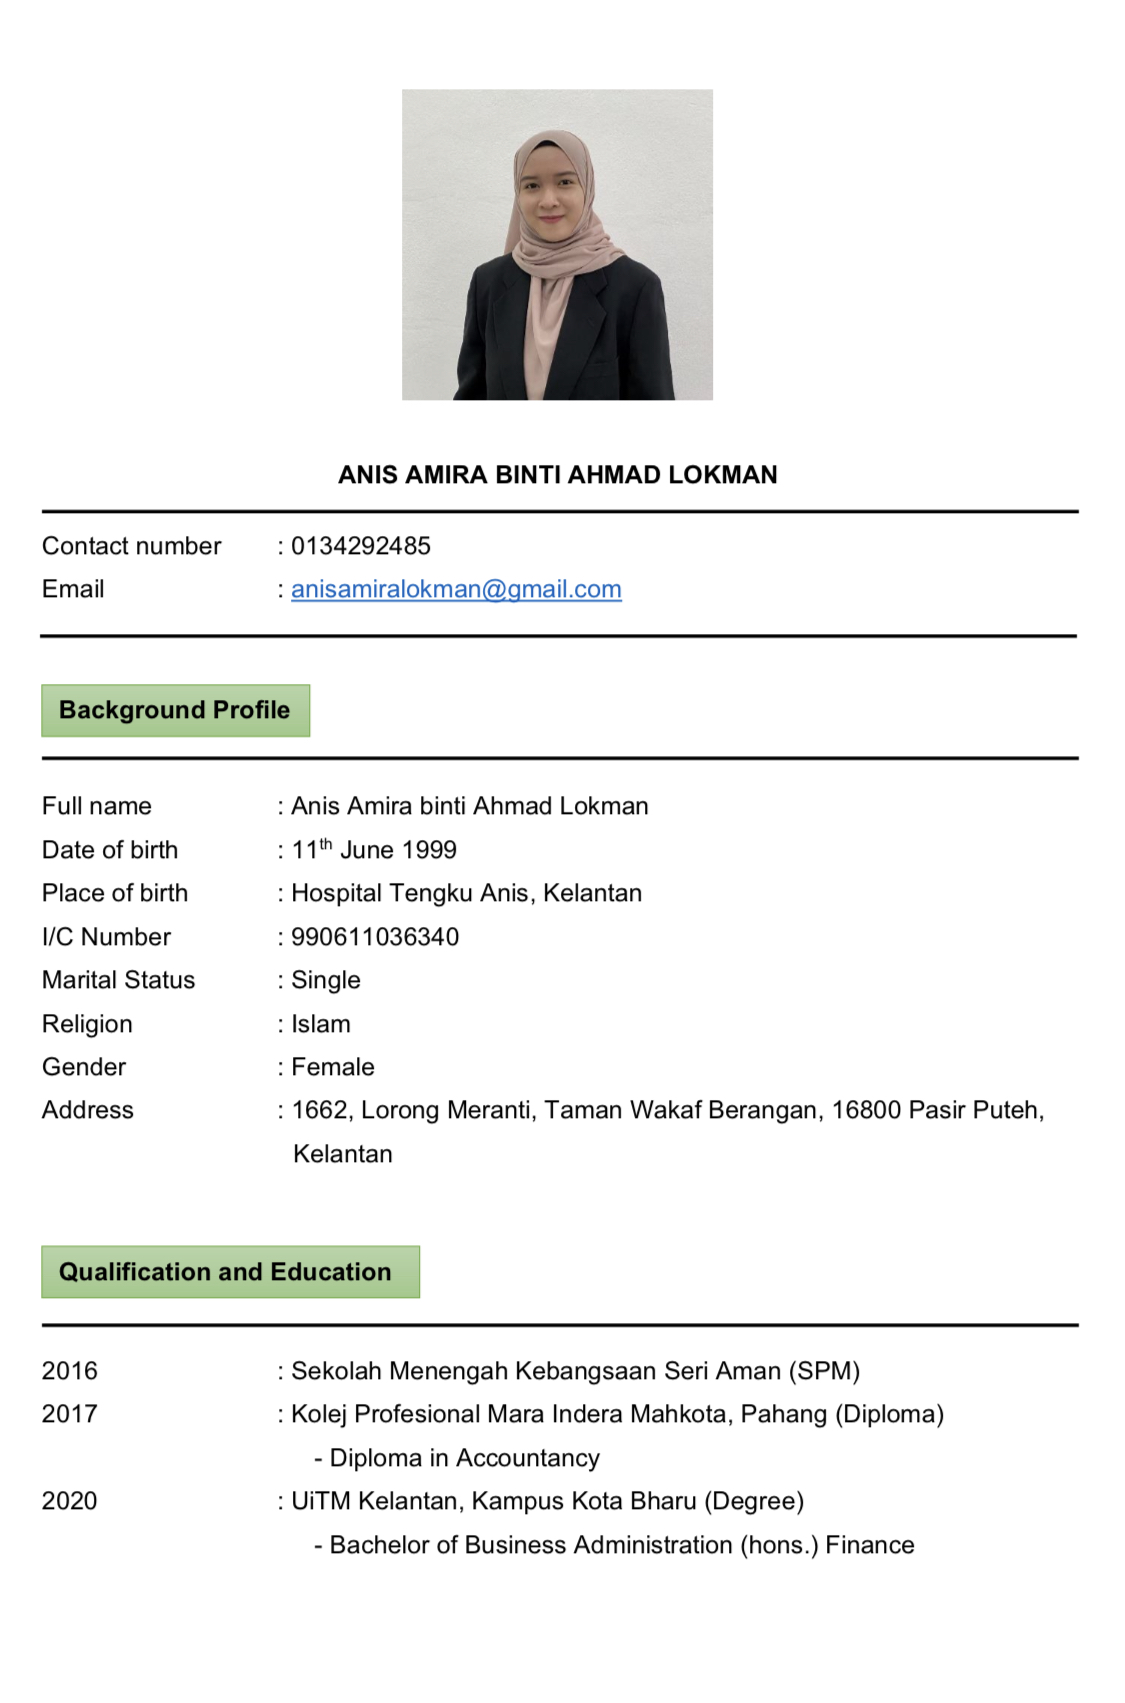 ANIS AMIRA BINTI AHMAD LOKMAN
Contact number : 0134292485
Email : anisamiralokman@gmail.com
Background Profile
Full name : Anis Amira binti Ahmad Lokman
Date of birth : 11th June 1999
Place of birth : Hospital Tengku Anis, Kelantan
I/C Number : 990611036340
Marital Status : Single
Religion : Islam
Gender : Female
Address : 1662, Lorong Meranti, Taman Wakaf Berangan, 16800 Pasir Puteh,
Kelantan
Qualification and Education
2016 : Sekolah Menengah Kebangsaan Seri Aman (SPM)
2017 : Kolej Profesional Mara Indera Mahkota, Pahang (Diploma)
- Diploma in Accountancy
2020 : UiTM Kelantan, Kampus Kota Bharu (Degree)
- Bachelor of Business Administration (hons.) Finance